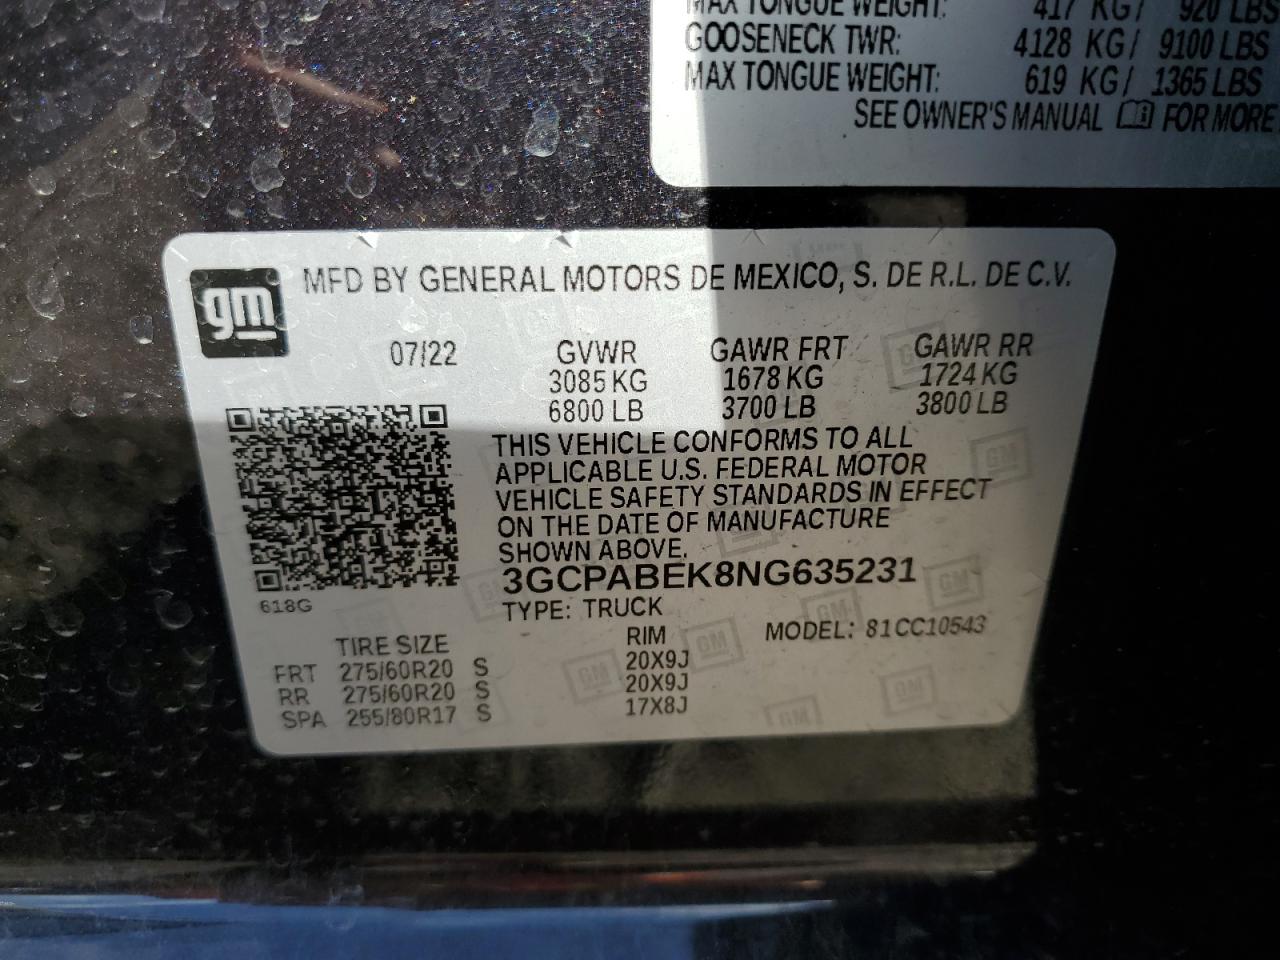 MAX TONGUE WEIGHT: 417 KG/ 920 LBS
GOOSENECK TWR: 4128 KG/ 9100 LBS
MAX TONGUE WEIGHT: 619 KG/ 1365 LBS
SEE OWNER'S MANUAL FOR MORE
gm
MFD BY GENERAL MOTORS DE MEXICO, S. DE R.L. DE C.V.
07/22 GVWR GAWR FRT GAWR RR
3085 KG 1678 KG 1724 KG
6800 LB 3700 LB 3800 LB
THIS VEHICLE CONFORMS TO ALL
APPLICABLE U.S. FEDERAL MOTOR
VEHICLE SAFETY STANDARDS IN EFFECT
ON THE DATE OF MANUFACTURE
SHOWN ABOVE.
3GCPABEK8NG635231
618G
TYPE: TRUCK
TIRE SIZE RIM MODEL: 81CC10543
FRT 275/60R20 S 20X9J
RR 275/60R20 S 20X9J
SPA 255/80R17 S 17X8J